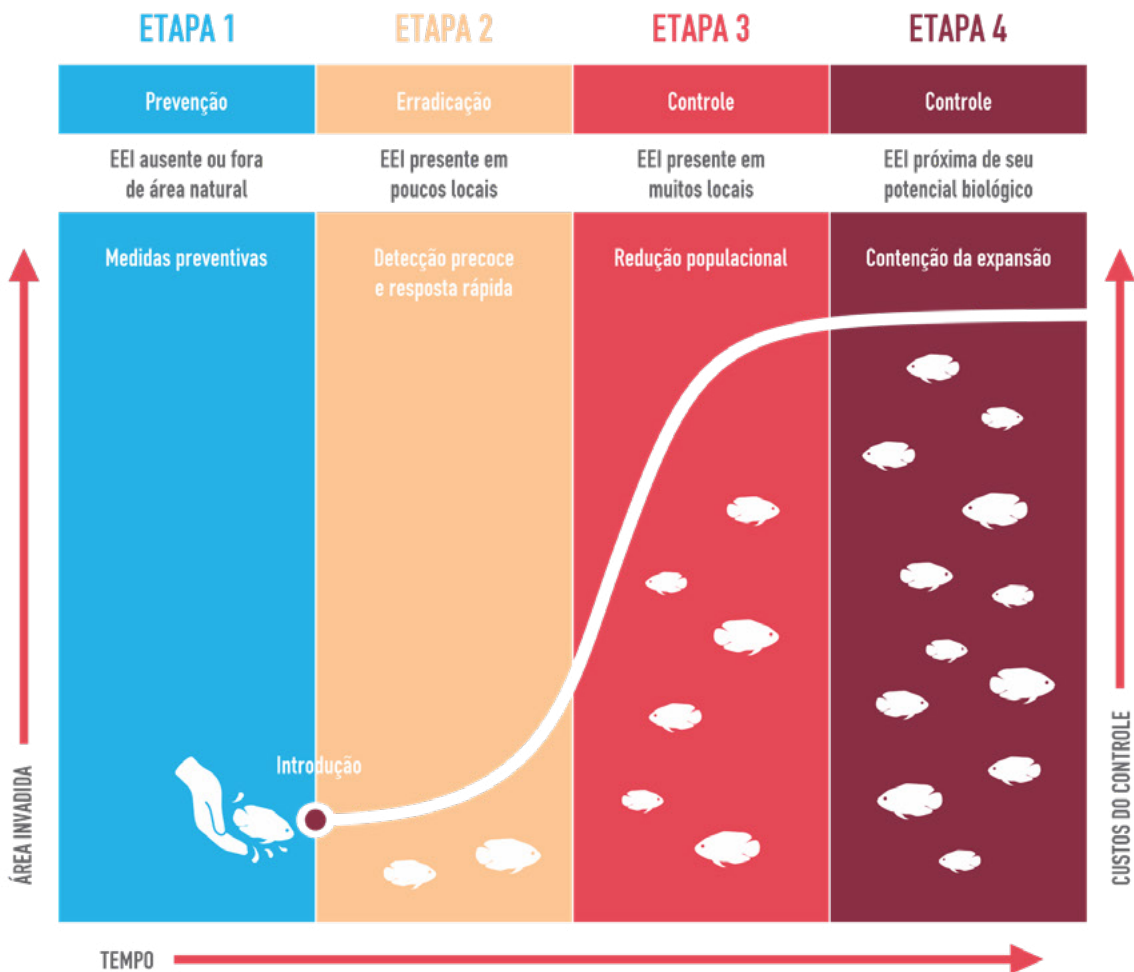 ETAPA 1
ETAPA 2
ETAPA 3
ETAPA 4
Prevenção
Erradicação
Controle
Controle
EEI ausente ou fora
de área natural
EEI presente em
poucos locais
EEI presente em
muitos locais
EEI próxima de seu
potencial biológico
Medidas preventivas
Detecção precoce
e resposta rápida
Redução populacional
Contenção da expansão
Introdução
ÁREA INVADIDA
CUSTOS DO CONTROLE
TEMPO